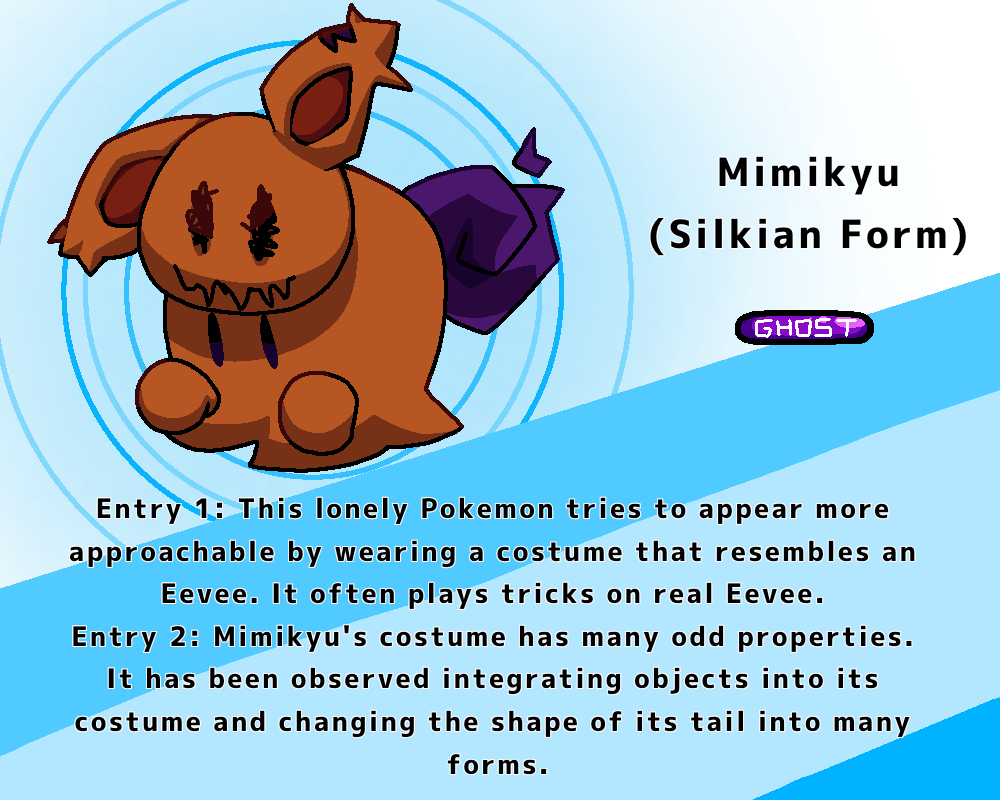 Mimikyu
(Silkian Form)
GHOST
Entry 1: This lonely Pokemon tries to appear more
approachable by wearing a costume that resembles an
Eevee. It often plays tricks on real Eevee.
Entry 2: Mimikyu's costume has many odd properties.
It has been observed integrating objects into its
costume and changing the shape of its tail into many
forms.